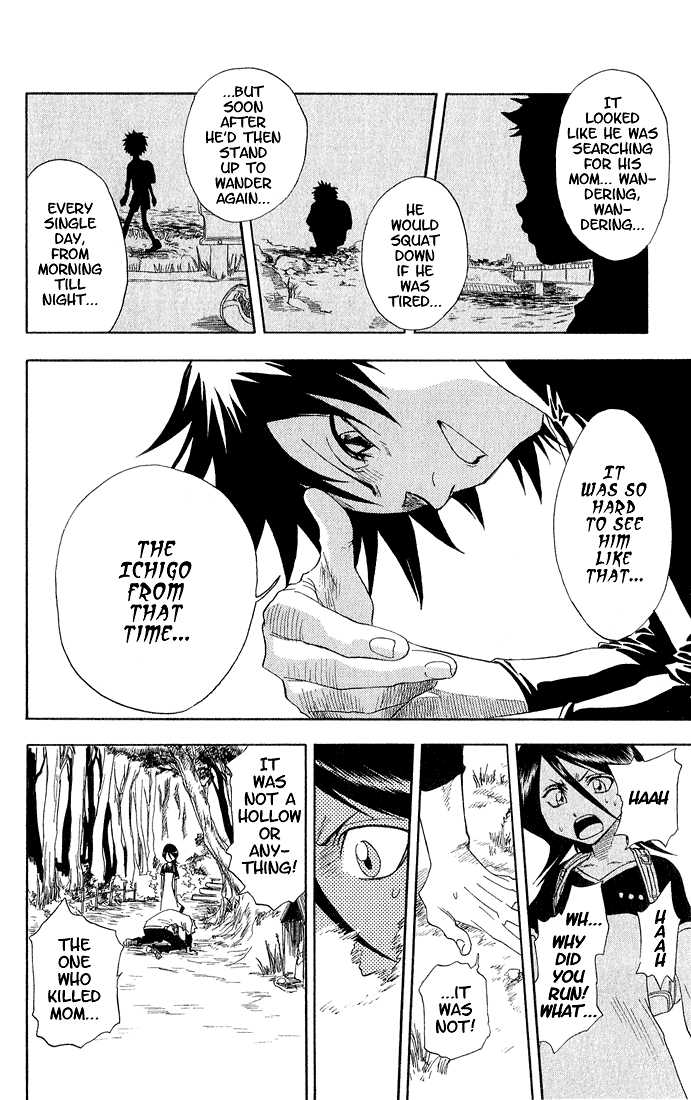 IT
LOOKED
LIKE HE WAS
SEARCHING
FOR HIS
MOM... WAN-
DERING,
WAN-
DERING...
HE
WOULD
SQUAT
DOWN
IF HE
WAS
TIRED...
...BUT
SOON
AFTER
HE'D THEN
STAND
UP TO
WANDER
AGAIN...
EVERY
SINGLE
DAY,
FROM
MORNING
TILL
NIGHT...
IT
WAS SO
HARD
TO SEE
HIM
LIKE
THAT...
THE
ICHIGO
FROM
THAT
TIME...
HAAH
HAAH
WH...
WHY
DID
YOU
RUN!
WHAT...
...IT
WAS
NOT!
IT
WAS
NOT A
HOLLOW
OR
ANY-
THING!
THE
ONE
WHO
KILLED
MOM...